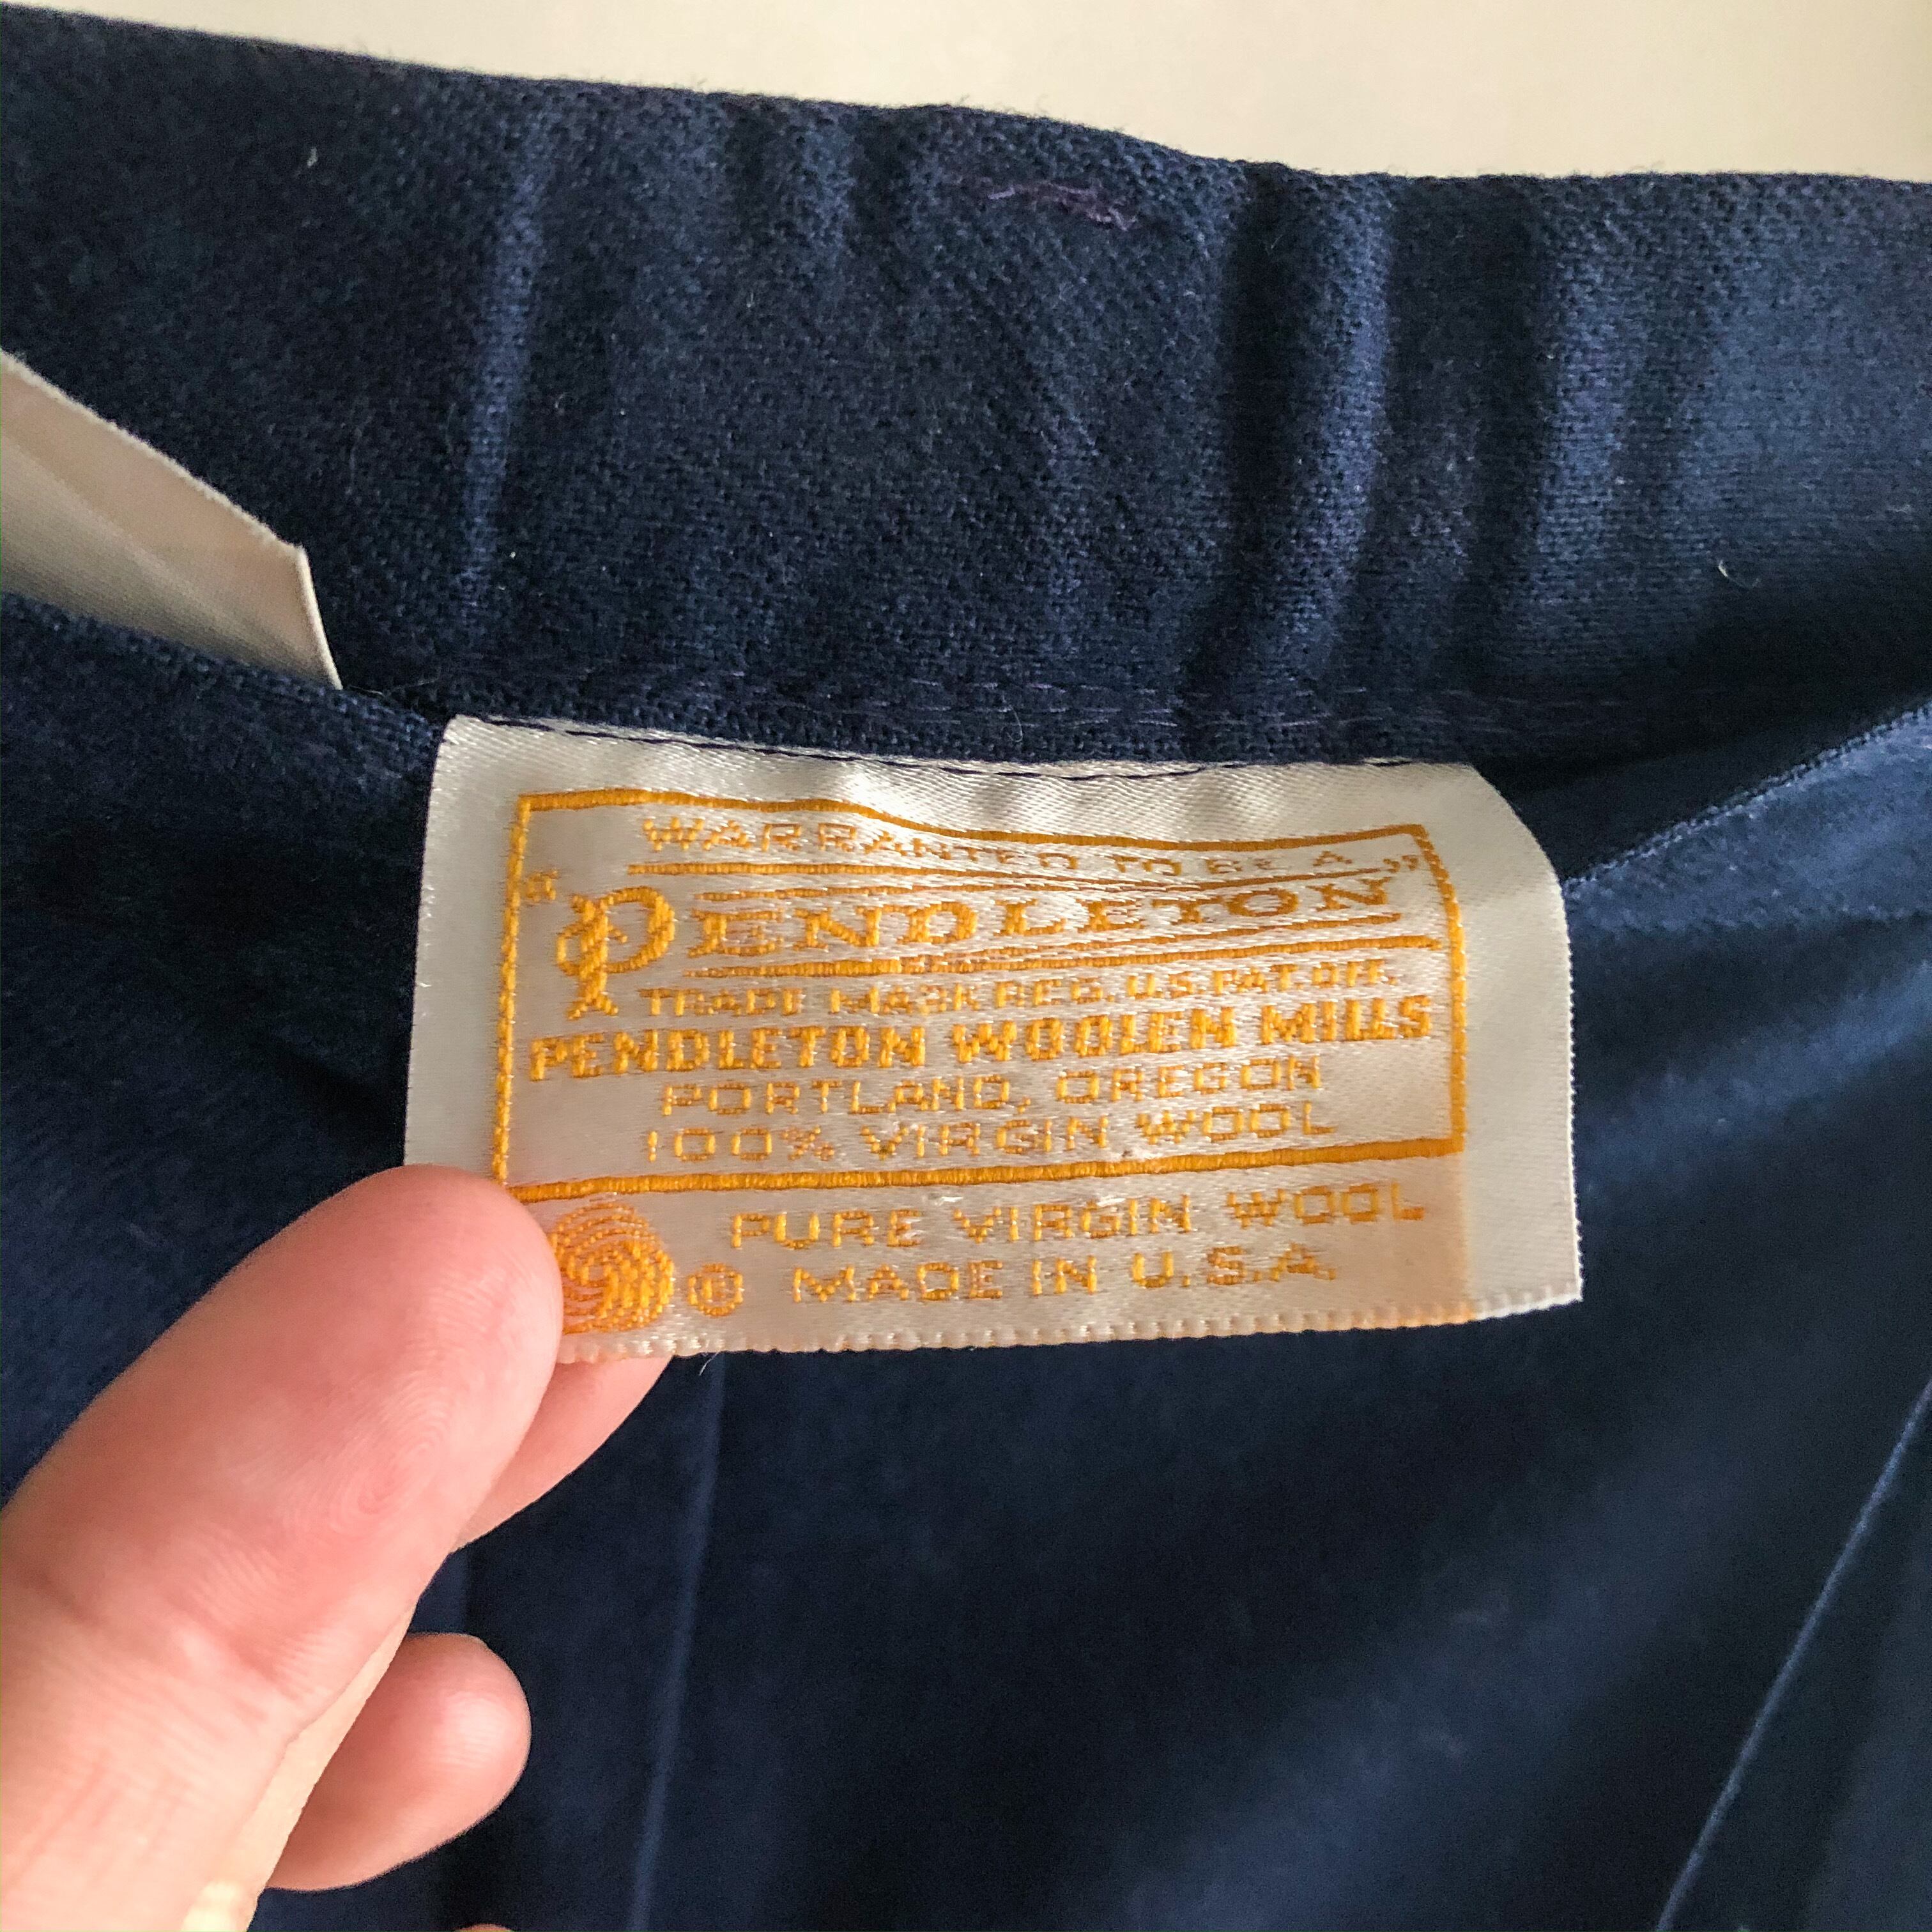 WARRANTED TO BE A
"PENDLETON"
TRADE MARK REG. U.S. PAT. OFF.
PENDLETON WOOLEN MILLS
PORTLAND, OREGON
100% VIRGIN WOOL
® PURE VIRGIN WOOL
MADE IN U.S.A.